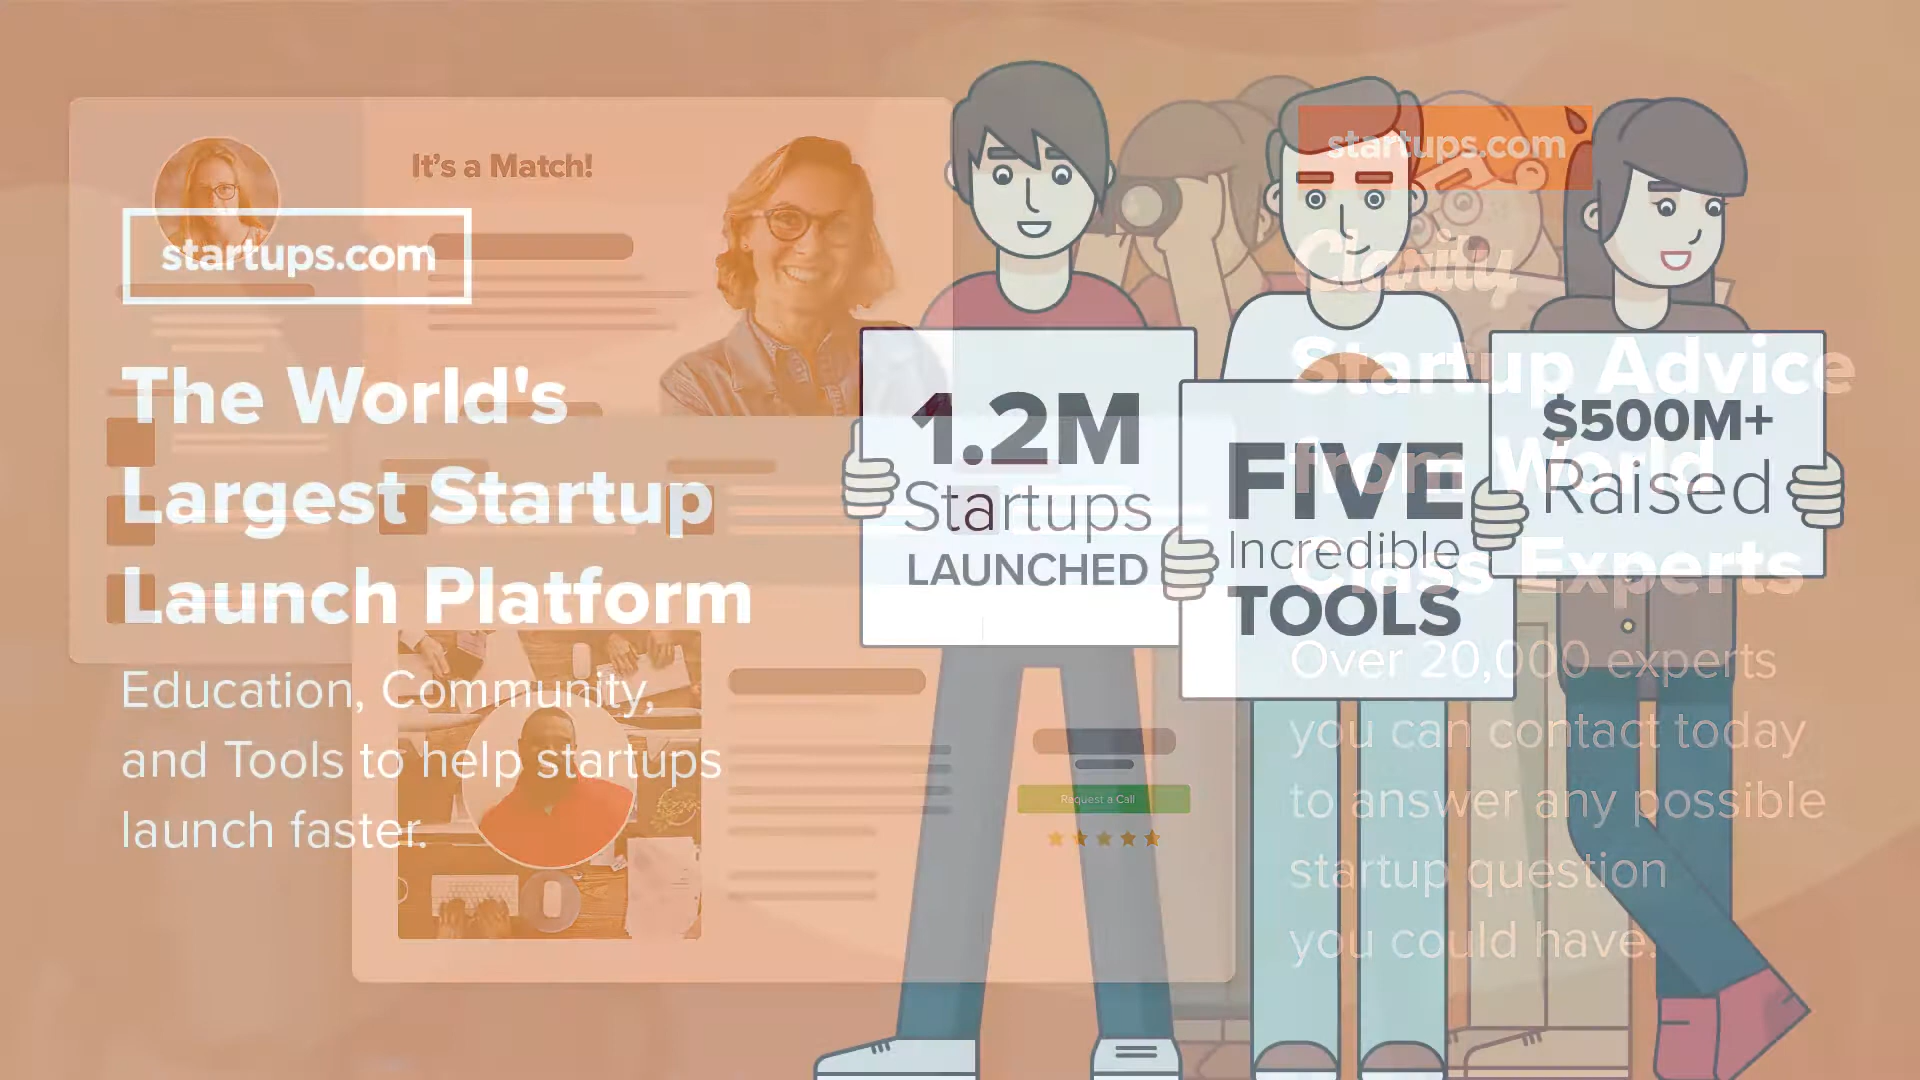 startups.com
The World's
Largest Startup
Launch Platform
Education, Community,
and Tools to help startups
launch faster.
It's a Match!
Request a Call
1.2M
Startups
LAUNCHED
FIVE
Incredible
TOOLS
$500M+
Raised
startups.com
Clarity
Startup Advice
from World
Class Experts
Over 20,000 experts
you can contact today
to answer any possible
startup question
you could have.